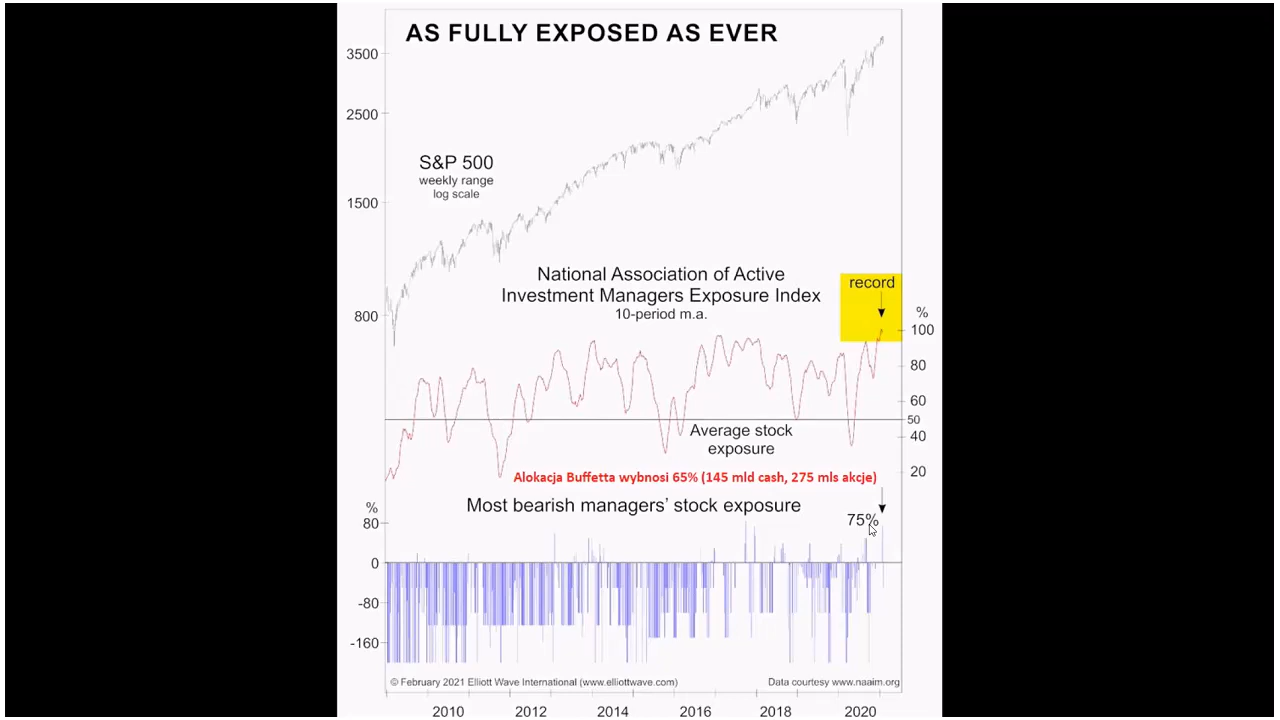 AS FULLY EXPOSED AS EVER
3500
2500
S&P 500
weekly range
log scale
1500
National Association of Active
Investment Managers Exposure Index
10-period m.a.
record
800
%
100
80
60
50
40
20
Average stock
exposure
Alokacja Buffetta wybnosi 65% (145 mld cash, 275 mls akcje)
Most bearish managers' stock exposure
75%
%
80
0
-80
-160
© February 2021 Elliott Wave International (www.elliottwave.com)
Data courtesy www.naaim.org
2010 2012 2014 2016 2018 2020